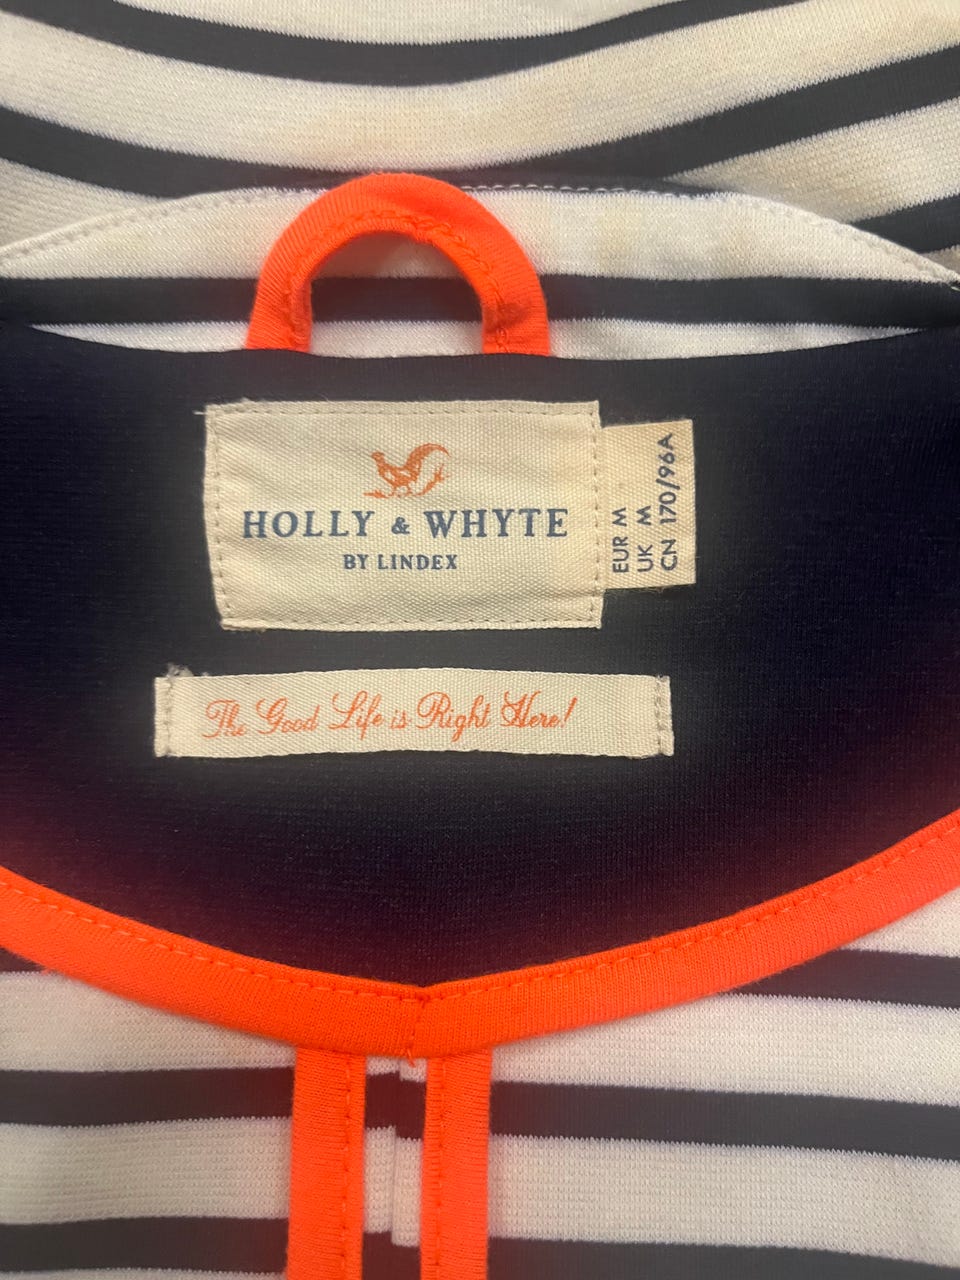 HOLLY & WHYTE
BY LINDEX
EUR M
UK M
CN 170/96A
The Good Life is Right Here!